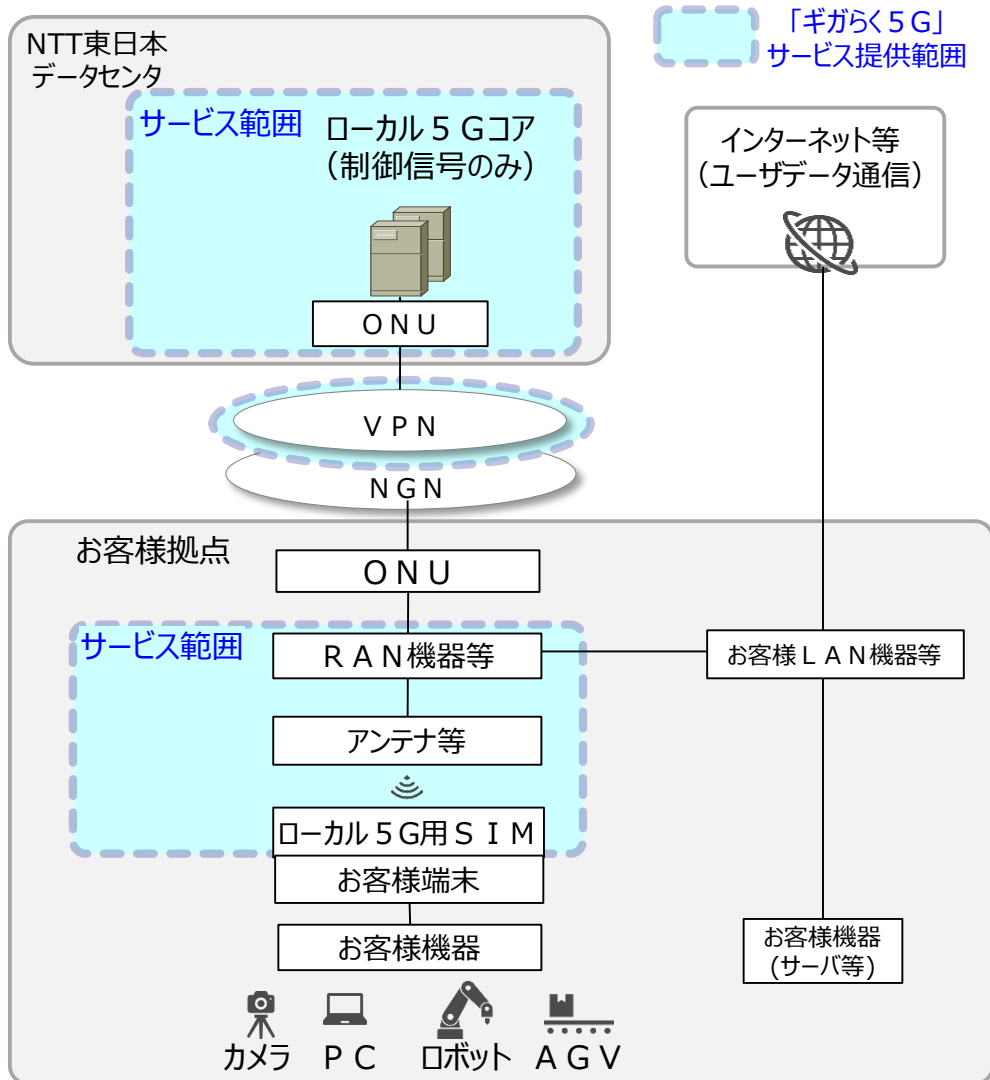 NTT東日本
データセンタ
サービス範囲
ローカル５Ｇコア
（制御信号のみ）
ＯＮＵ
「ギガらく５Ｇ」
サービス提供範囲
インターネット等
（ユーザデータ通信）
ＶＰＮ
ＮＧＮ
お客様拠点
ＯＮＵ
サービス範囲
ＲＡＮ機器等
お客様ＬＡＮ機器等
アンテナ等
ローカル５Ｇ用ＳＩＭ
お客様端末
お客様機器
お客様機器
(サーバ等)
カメラ
ＰＣ
ロボット
ＡＧＶ